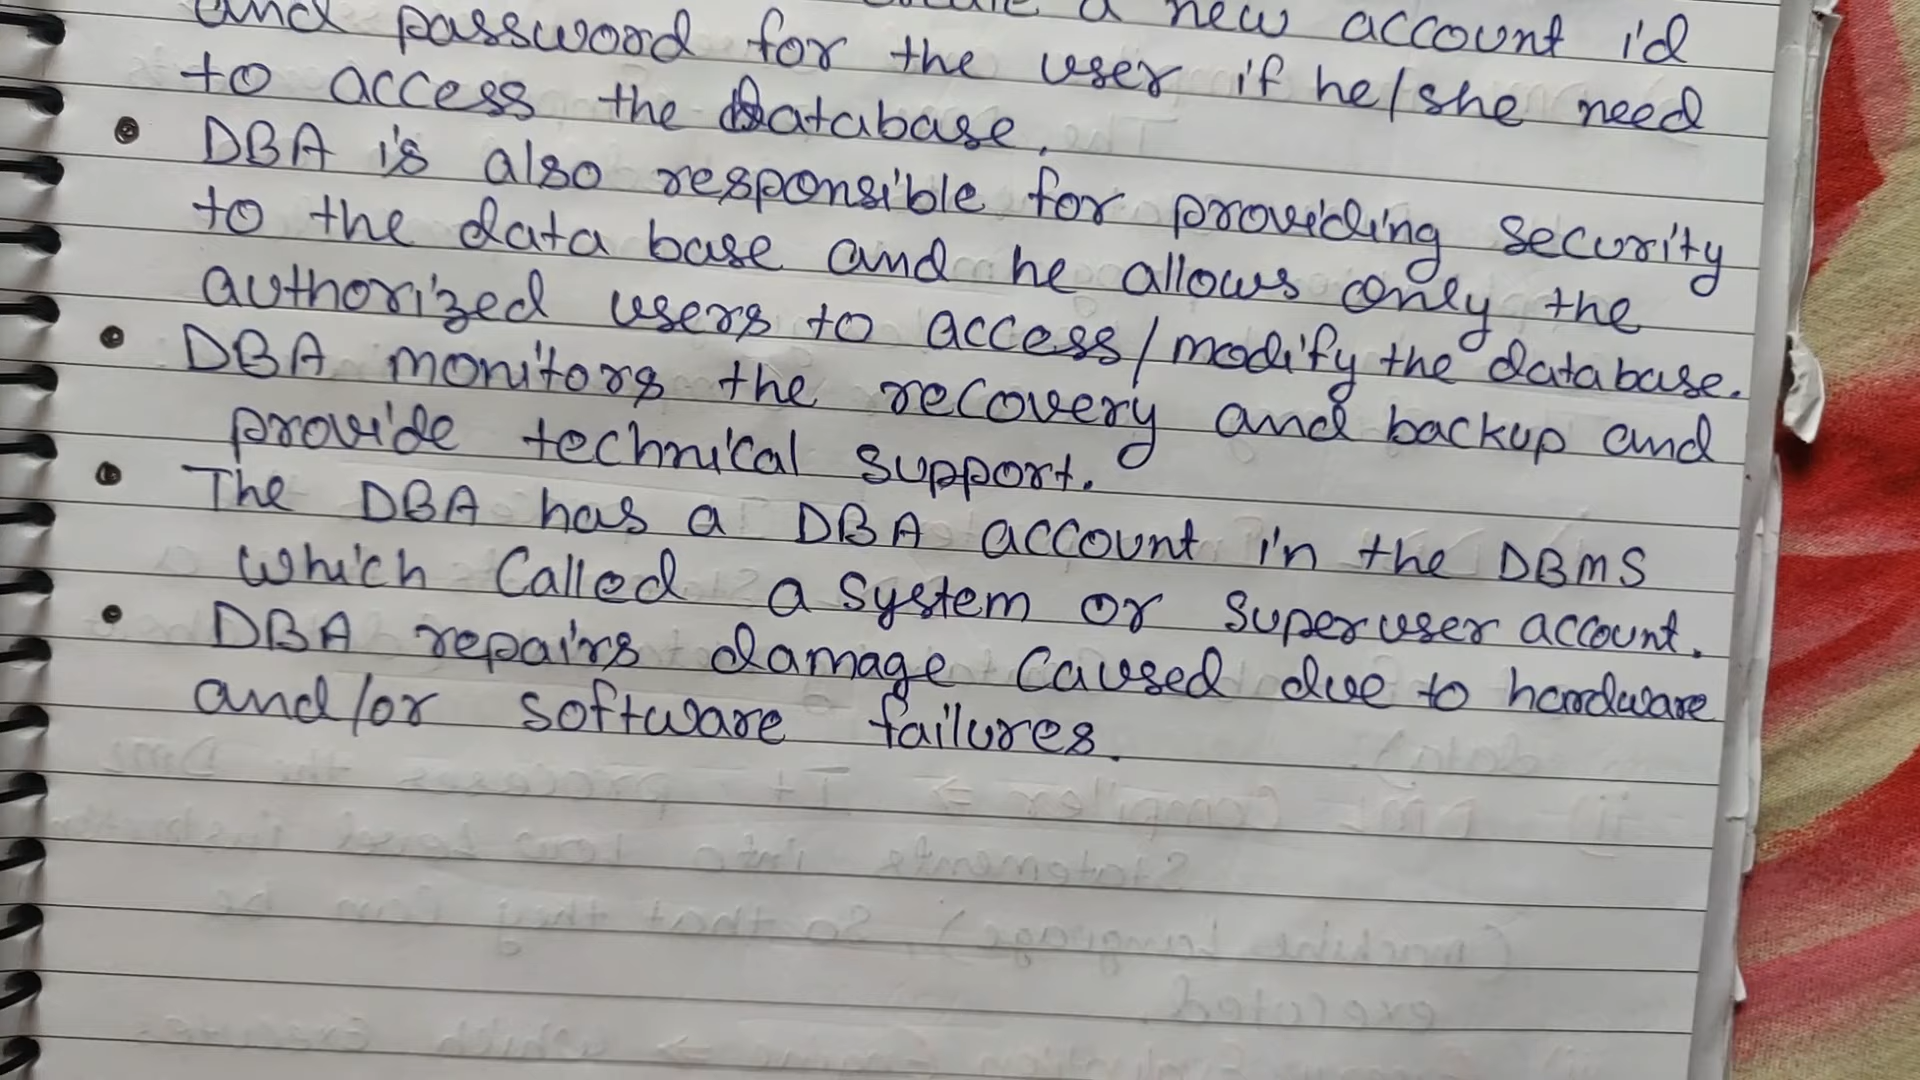 a new account i'd
and password for the user if he/she need
to access the Database.
• DBA is also responsible for providing security
to the data base and he allows only the
authorized users to access/modify the database.
• DBA monitors the recovery and backup and
provide technical support.
• The DBA has a DBA account in the DBMS
which called a system or superuser account.
• DBA repairs damage caused due to hardware
and/or software failures.